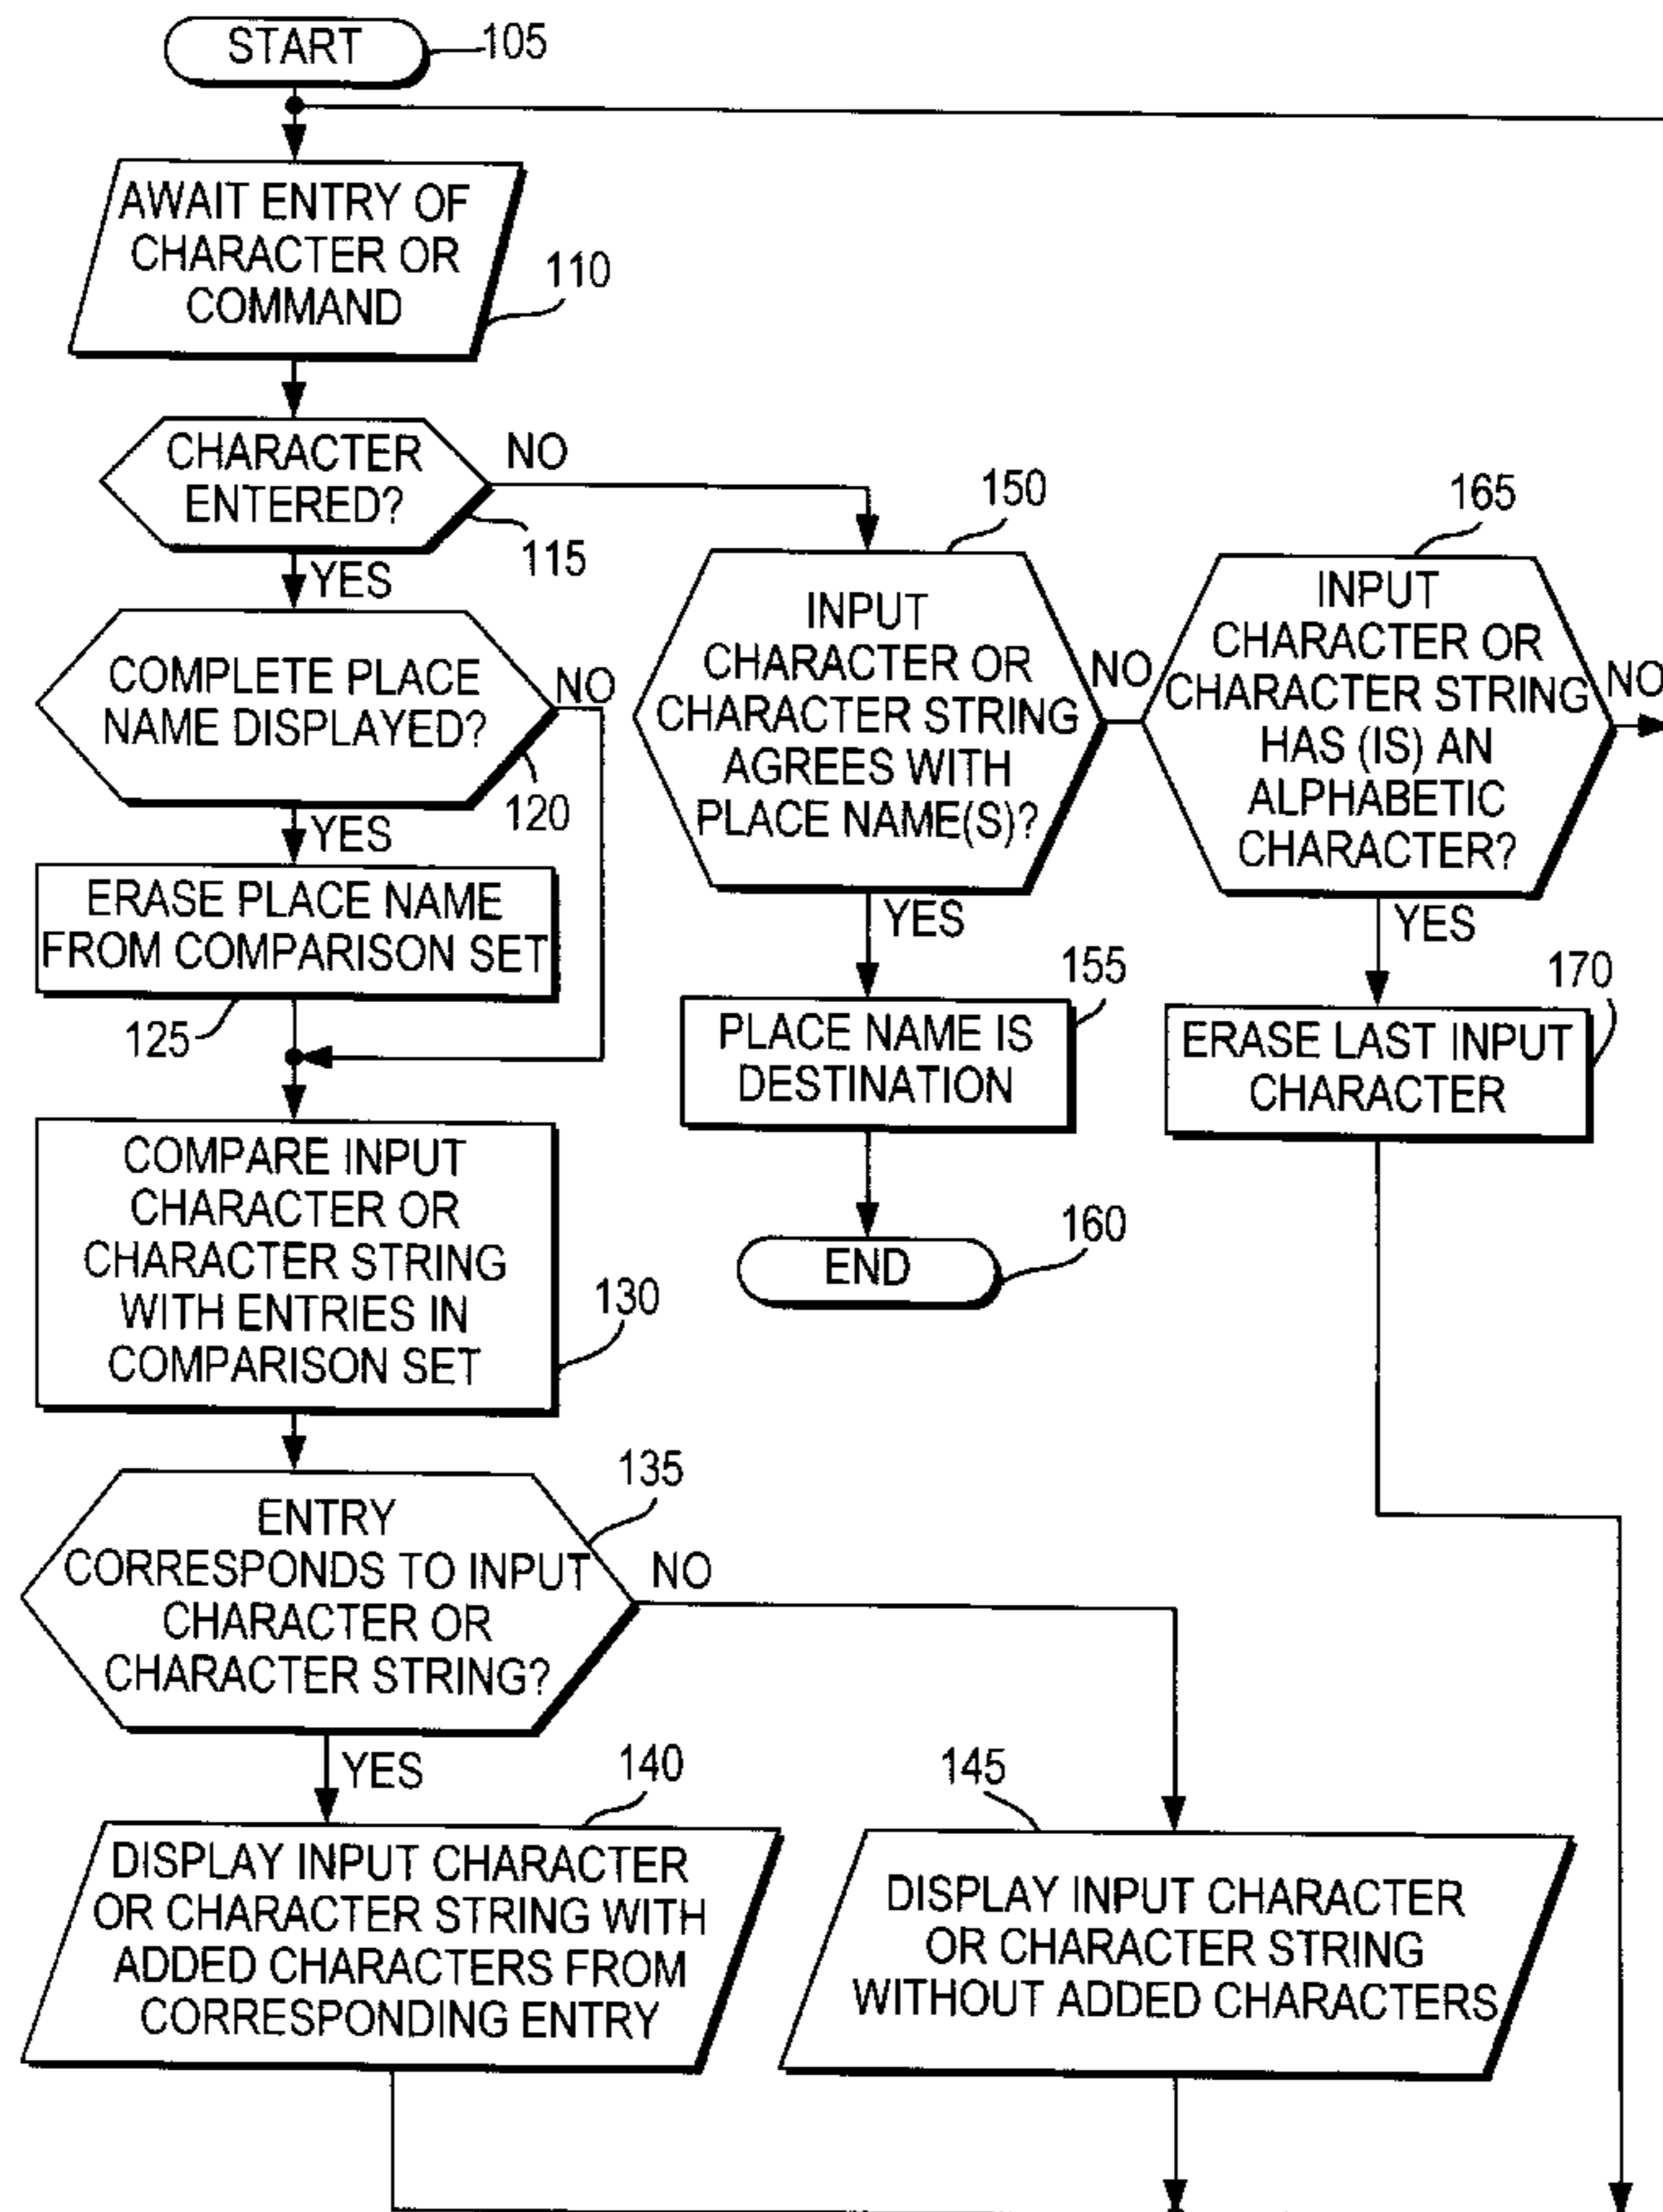 START
105
AWAIT ENTRY OF
CHARACTER OR
COMMAND
110
CHARACTER
ENTERED?
NO
115
YES
COMPLETE PLACE
NAME DISPLAYED?
NO
120
YES
ERASE PLACE NAME
FROM COMPARISON SET
125
COMPARE INPUT
CHARACTER OR
CHARACTER STRING
WITH ENTRIES IN
COMPARISON SET
130
ENTRY
CORRESPONDS TO INPUT
CHARACTER OR
CHARACTER STRING?
135
NO
YES
DISPLAY INPUT CHARACTER
OR CHARACTER STRING WITH
ADDED CHARACTERS FROM
CORRESPONDING ENTRY
140
DISPLAY INPUT CHARACTER
OR CHARACTER STRING
WITHOUT ADDED CHARACTERS
145
150
INPUT
CHARACTER OR
CHARACTER STRING
AGREES WITH
PLACE NAME(S)?
NO
YES
PLACE NAME IS
DESTINATION
155
END
160
165
INPUT
CHARACTER OR
CHARACTER STRING
HAS (IS) AN
ALPHABETIC
CHARACTER?
NO
YES
ERASE LAST INPUT
CHARACTER
170